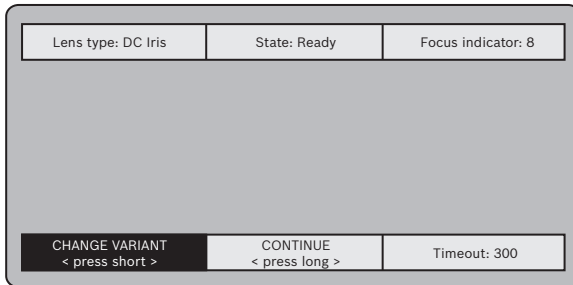 Lens type: DC Iris
State: Ready
Focus indicator: 8
CHANGE VARIANT
< press short >
CONTINUE
< press long >
Timeout: 300